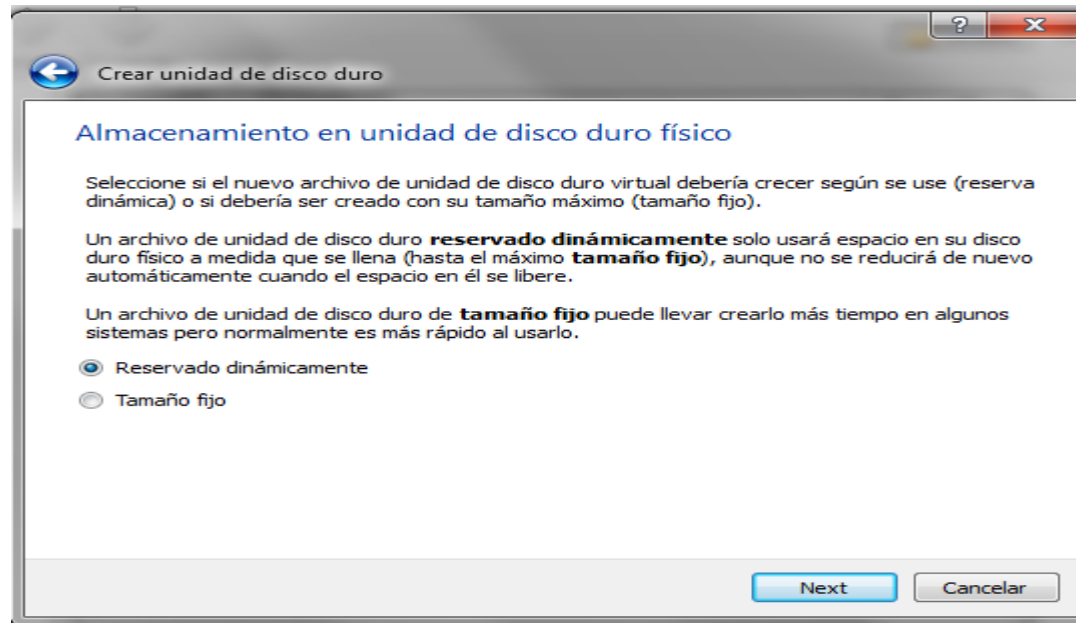 Crear unidad de disco duro
Almacenamiento en unidad de disco duro físico
Seleccione si el nuevo archivo de unidad de disco duro virtual debería crecer según se use (reserva
dinámica) o si debería ser creado con su tamaño máximo (tamaño fijo).
Un archivo de unidad de disco duro reservado dinámicamente solo usará espacio en su disco
duro físico a medida que se llena (hasta el máximo tamaño fijo), aunque no se reducirá de nuevo
automáticamente cuando el espacio en él se libere.
Un archivo de unidad de disco duro de tamaño fijo puede llevar crearlo más tiempo en algunos
sistemas pero normalmente es más rápido al usarlo.
Reservado dinámicamente
Tamaño fijo
Next Cancelar